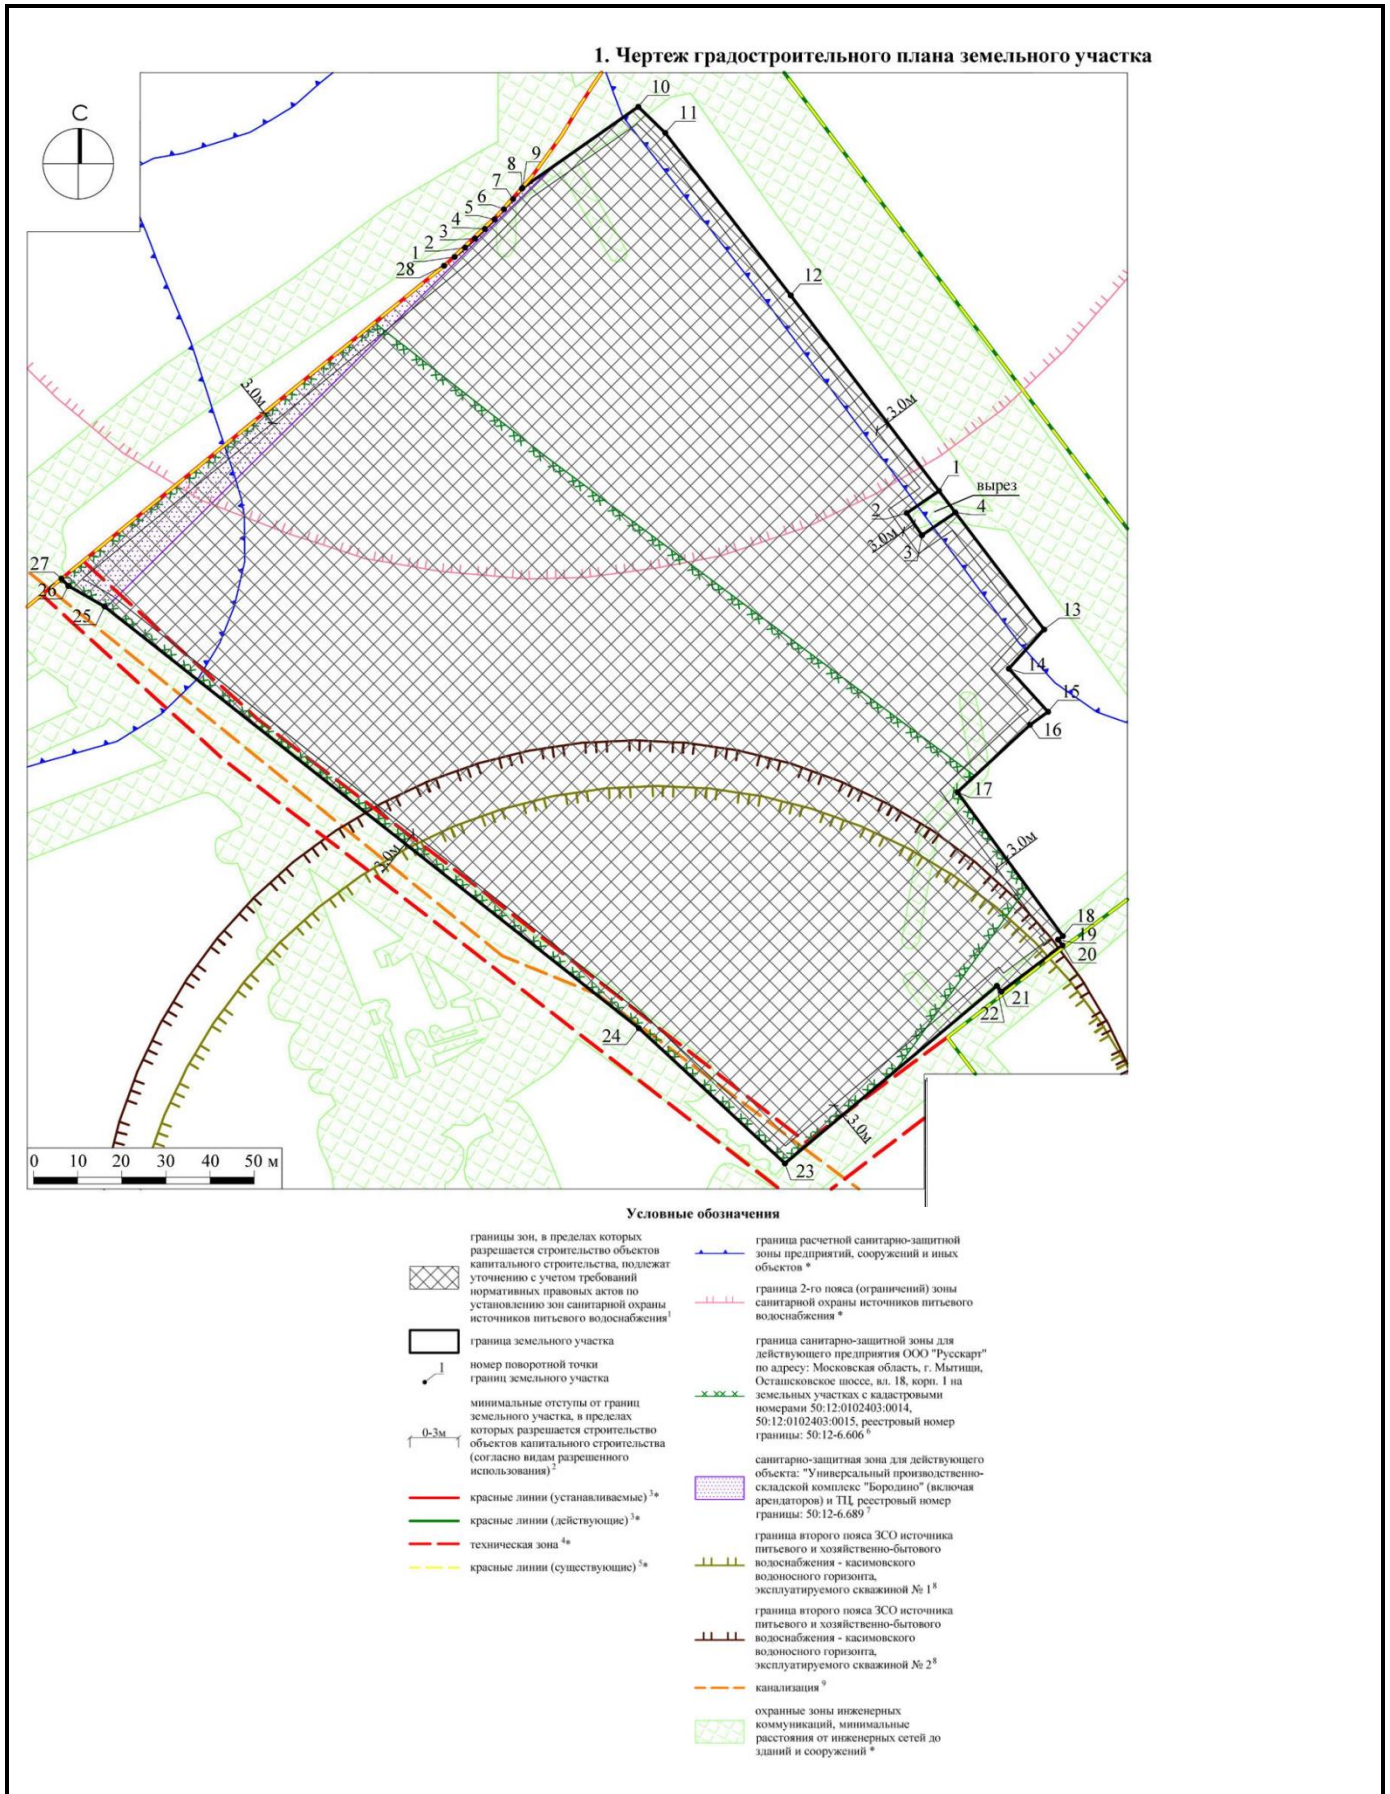 1. Чертеж градостроительного плана земельного участка
С
10
11
9
8
7
6
5
4
3
2
1
28
12
3.0м
3.0м
1
вырез
2
4
3.0м
3
27
26
25
13
14
15
16
17
3.0м
3.0м
18
19
20
21
22
24
3.0м
23
0 10 20 30 40 50 м
Условные обозначения
границы зон, в пределах которых
разрешается строительство объектов
капитального строительства, подлежат
уточнению с учетом требований
нормативных правовых актов по
установлению зон санитарной охраны
источников питьевого водоснабжения¹
граница земельного участка
1
номер поворотной точки
границ земельного участка
минимальные отступы от границ
земельного участка, в пределах
0-3м
которых разрешается строительство
объектов капитального строительства
(согласно видам разрешенного
использования)²
красные линии (устанавливаемые) ³*
красные линии (действующие) ³*
техническая зона ⁴*
красные линии (существующие) ⁵*
граница расчетной санитарно-защитной
зоны предприятий, сооружений и иных
объектов *
граница 2-го пояса (ограничений) зоны
санитарной охраны источников питьевого
водоснабжения *
граница санитарно-защитной зоны для
действующего предприятия ООО "Русскарт"
по адресу: Московская область, г. Мытищи,
Осташсковское шоссе, вл. 18, корп. 1 на
земельных участках с кадастровыми
номерами 50:12:0102403:0014,
50:12:0102403:0015, реестровый номер
границы: 50:12-6.606 ⁶
санитарно-защитная зона для действующего
объекта: "Универсальный производственно-
складской комплекс "Бородино" (включая
арендаторов) и ТЦ, реестровый номер
границы: 50:12-6.689 ⁷
граница второго пояса ЗСО источника
питьевого и хозяйственно-бытового
водоснабжения - касимовского
водоносного горизонта,
эксплуатируемого скважиной № 1⁸
граница второго пояса ЗСО источника
питьевого и хозяйственно-бытового
водоснабжения - касимовского
водоносного горизонта,
эксплуатируемого скважиной № 2⁸
канализация ⁹
охранные зоны инженерных
коммуникаций, минимальные
расстояния от инженерных сетей до
зданий и сооружений *